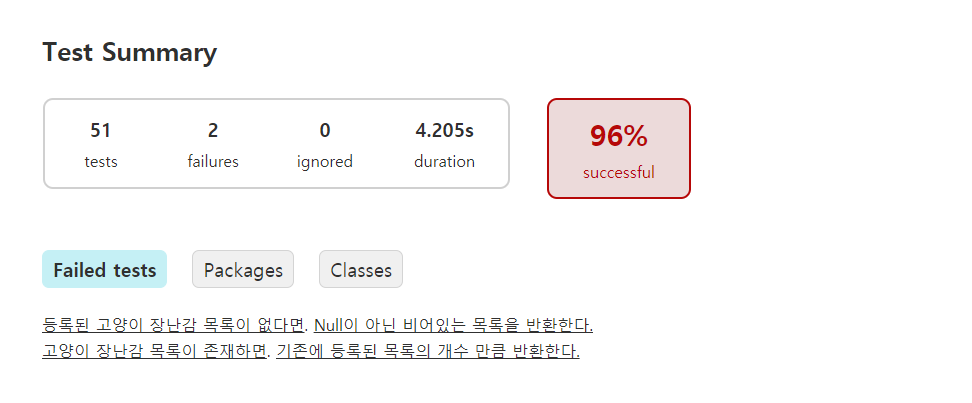 Test Summary
51 2 0 4.205s
tests failures ignored duration
96%
successful
Failed tests Packages Classes
등록된 고양이 장난감 목록이 없다면. Null이 아닌 비어있는 목록을 반환한다.
고양이 장난감 목록이 존재하면. 기존에 등록된 목록의 개수 만큼 반환한다.